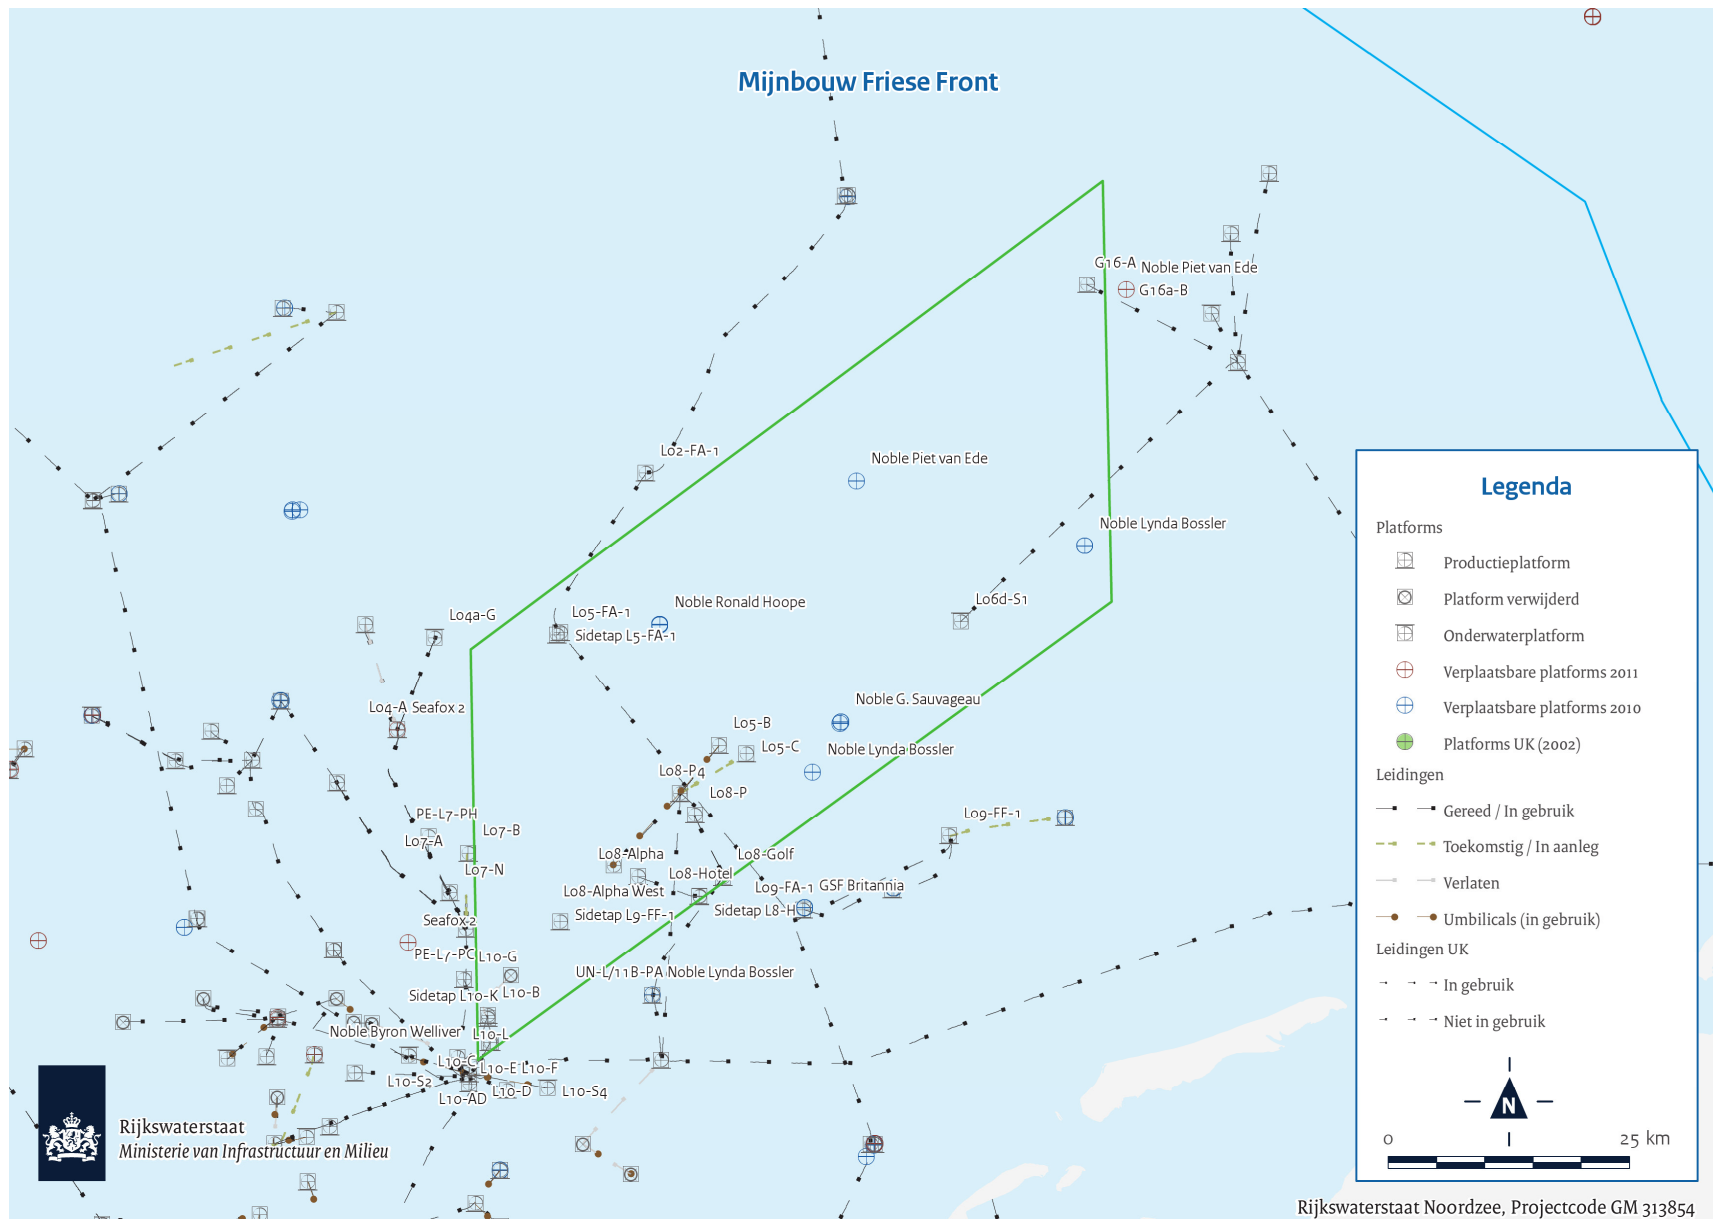 Mijnbouw Friese Front
G16-A
Noble Piet van Ede
G16a-B
L02-FA-1
Noble Piet van Ede
Noble Lynda Bossler
L04a-G
L05-FA-1
Noble Ronald Hoope
L06d-S1
Sidetap L5-FA-1
L04-A
Seafox 2
Noble G. Sauvageau
L05-B
L05-C
Noble Lynda Bossler
L08-P4
L08-P
PE-L7-PH
L07-B
L09-FF-1
L07-A
L08-Alpha
L08-Golf
L07-N
L08-Hotel
L08-Alpha West
L09-FA-1
GSF Britannia
Seafox 2
Sidetap L9-FF-1
Sidetap L8-H
PE-L7-PC
L10-G
UN-L/11B-PA
Noble Lynda Bossler
Sidetap L10-K
L10-B
Noble Byron Welliver
L10-L
L10-C
L10-E
L10-F
L10-S2
L10-D
L10-S4
L10-AD
Legenda
Platforms
Productieplatform
Platform verwijderd
Onderwaterplatform
Verplaatsbare platforms 2011
Verplaatsbare platforms 2010
Platforms UK (2002)
Leidingen
Gereed / In gebruik
Toekomstig / In aanleg
Verlaten
Umbilicals (in gebruik)
Leidingen UK
In gebruik
Niet in gebruik
N
0 25 km
Rijkswaterstaat
Ministerie van Infrastructuur en Milieu
Rijkswaterstaat Noordzee, Projectcode GM 313854